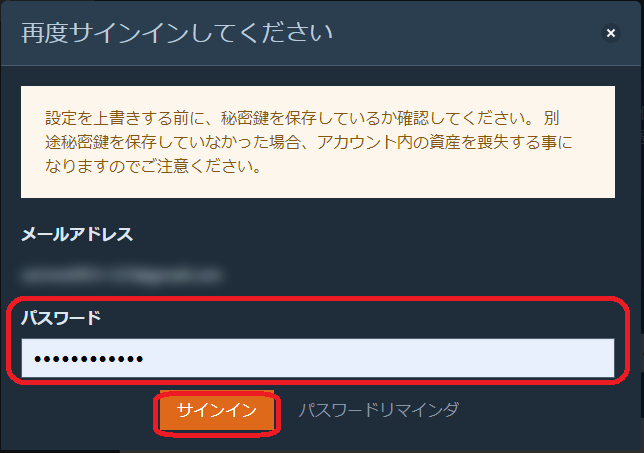 再度サインインしてください
設定を上書きする前に、秘密鍵を保存しているか確認してください。 別
途秘密鍵を保存していなかった場合、アカウント内の資産を喪失する事に
なりますのでご注意ください。
メールアドレス
パスワード
サインイン パスワードリマインダ